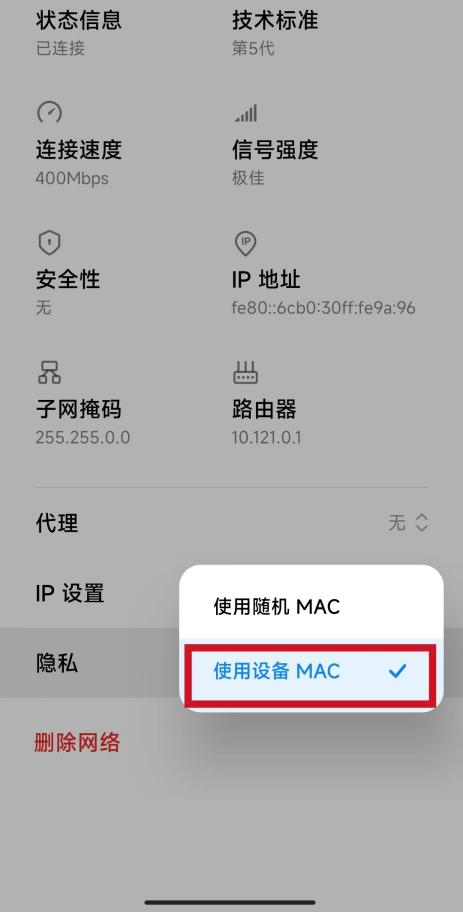 状态信息
技术标准
已连接
第5代
连接速度
信号强度
400Mbps
极佳
IP
安全性
IP 地址
无
fe80::6cb0:30ff:fe9a:96
子网掩码
路由器
255.255.0.0
10.121.0.1
代理
无
IP 设置
使用随机 MAC
隐私
使用设备 MAC
删除网络